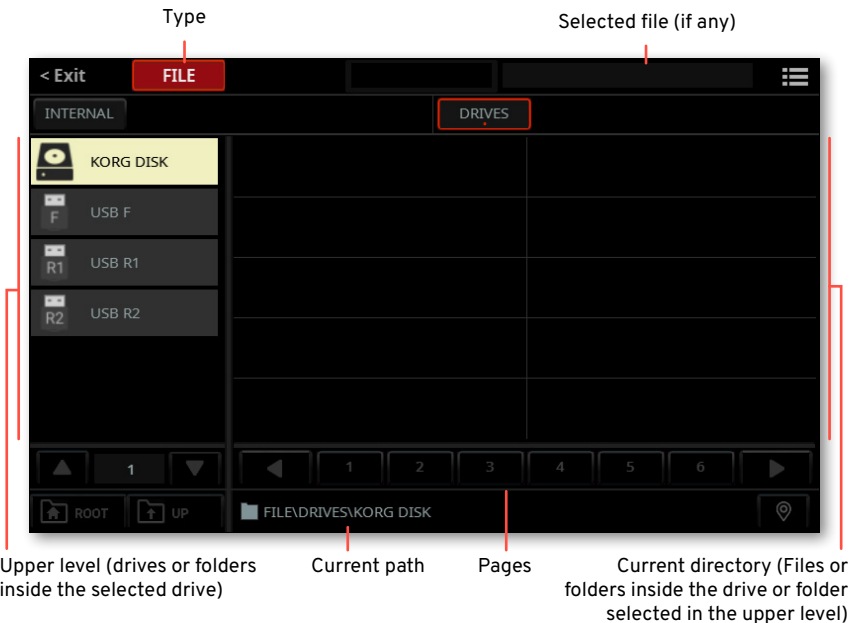 Type
Selected file (if any)
< Exit
FILE
INTERNAL
DRIVES
KORG DISK
F
USB F
R1
USB R1
R2
USB R2
1
1
2
3
4
5
6
ROOT
UP
FILE\DRIVES\KORG DISK
Upper level (drives or folders
inside the selected drive)
Current path
Pages
Current directory (Files or
folders inside the drive or folder
selected in the upper level)